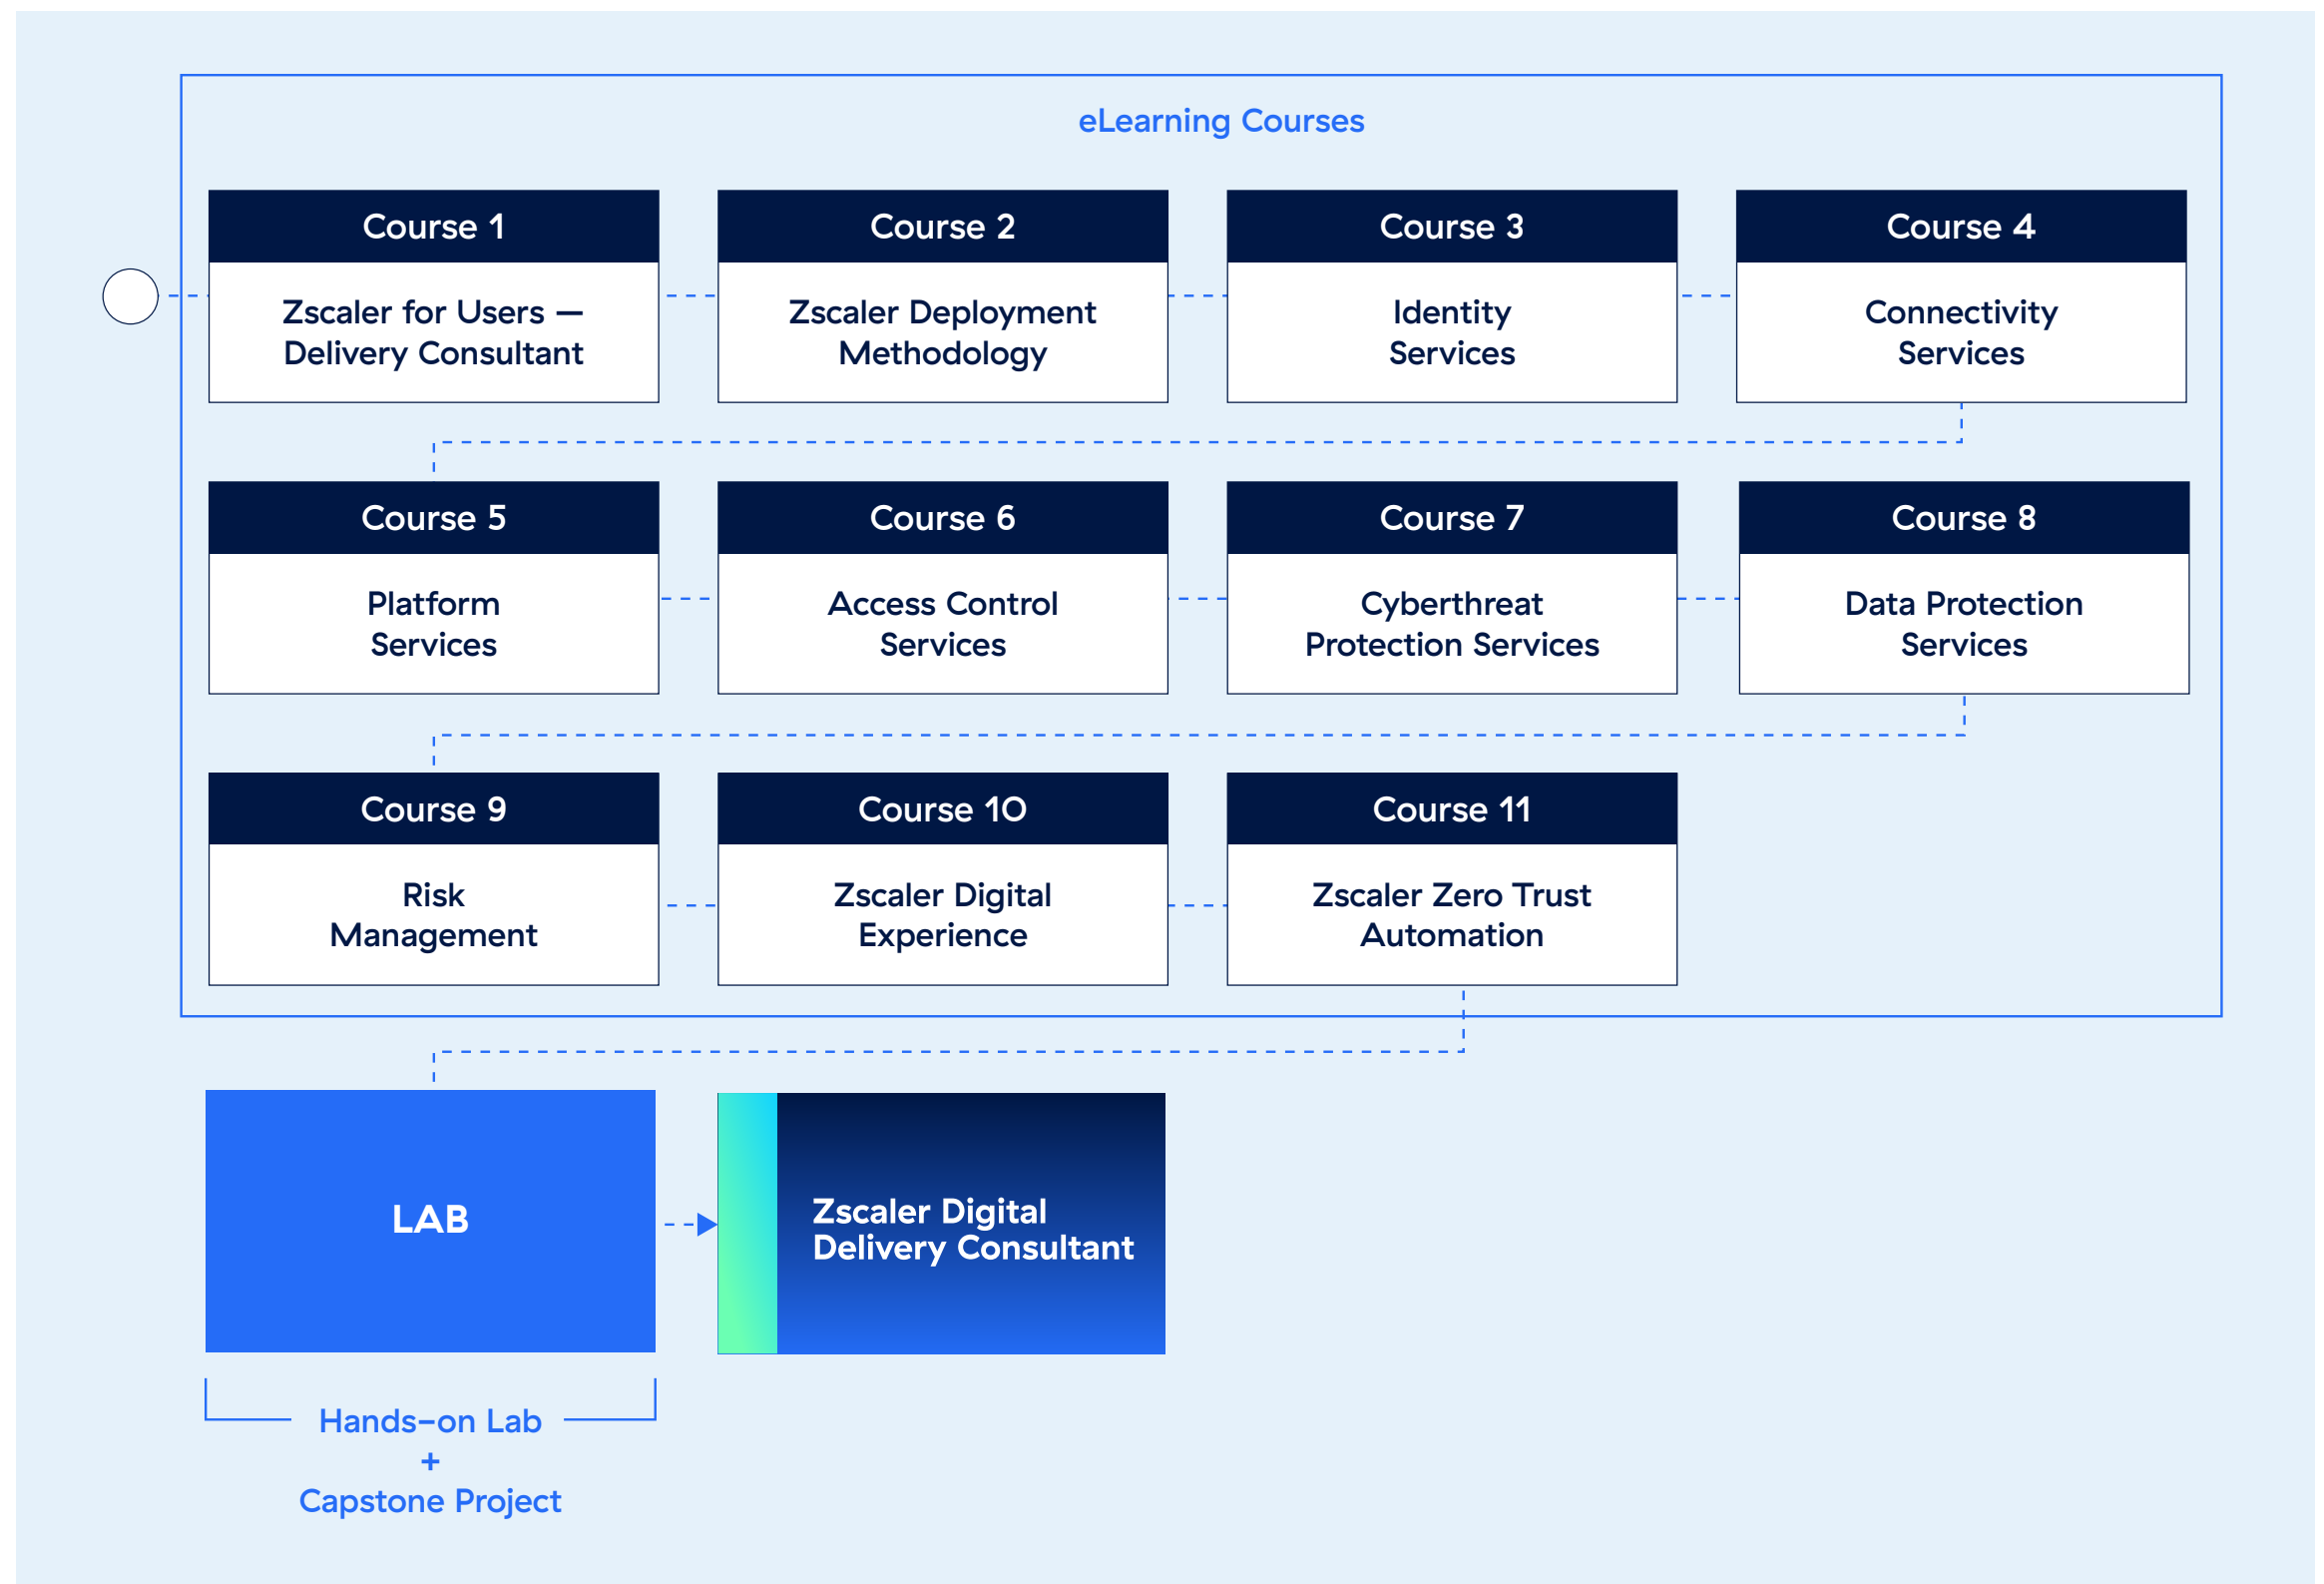 eLearning Courses
Course 1
Zscaler for Users —
Delivery Consultant
Course 2
Zscaler Deployment
Methodology
Course 3
Identity
Services
Course 4
Connectivity
Services
Course 5
Platform
Services
Course 6
Access Control
Services
Course 7
Cyberthreat
Protection Services
Course 8
Data Protection
Services
Course 9
Risk
Management
Course 10
Zscaler Digital
Experience
Course 11
Zscaler Zero Trust
Automation
LAB
Zscaler Digital
Delivery Consultant
Hands-on Lab
+
Capstone Project